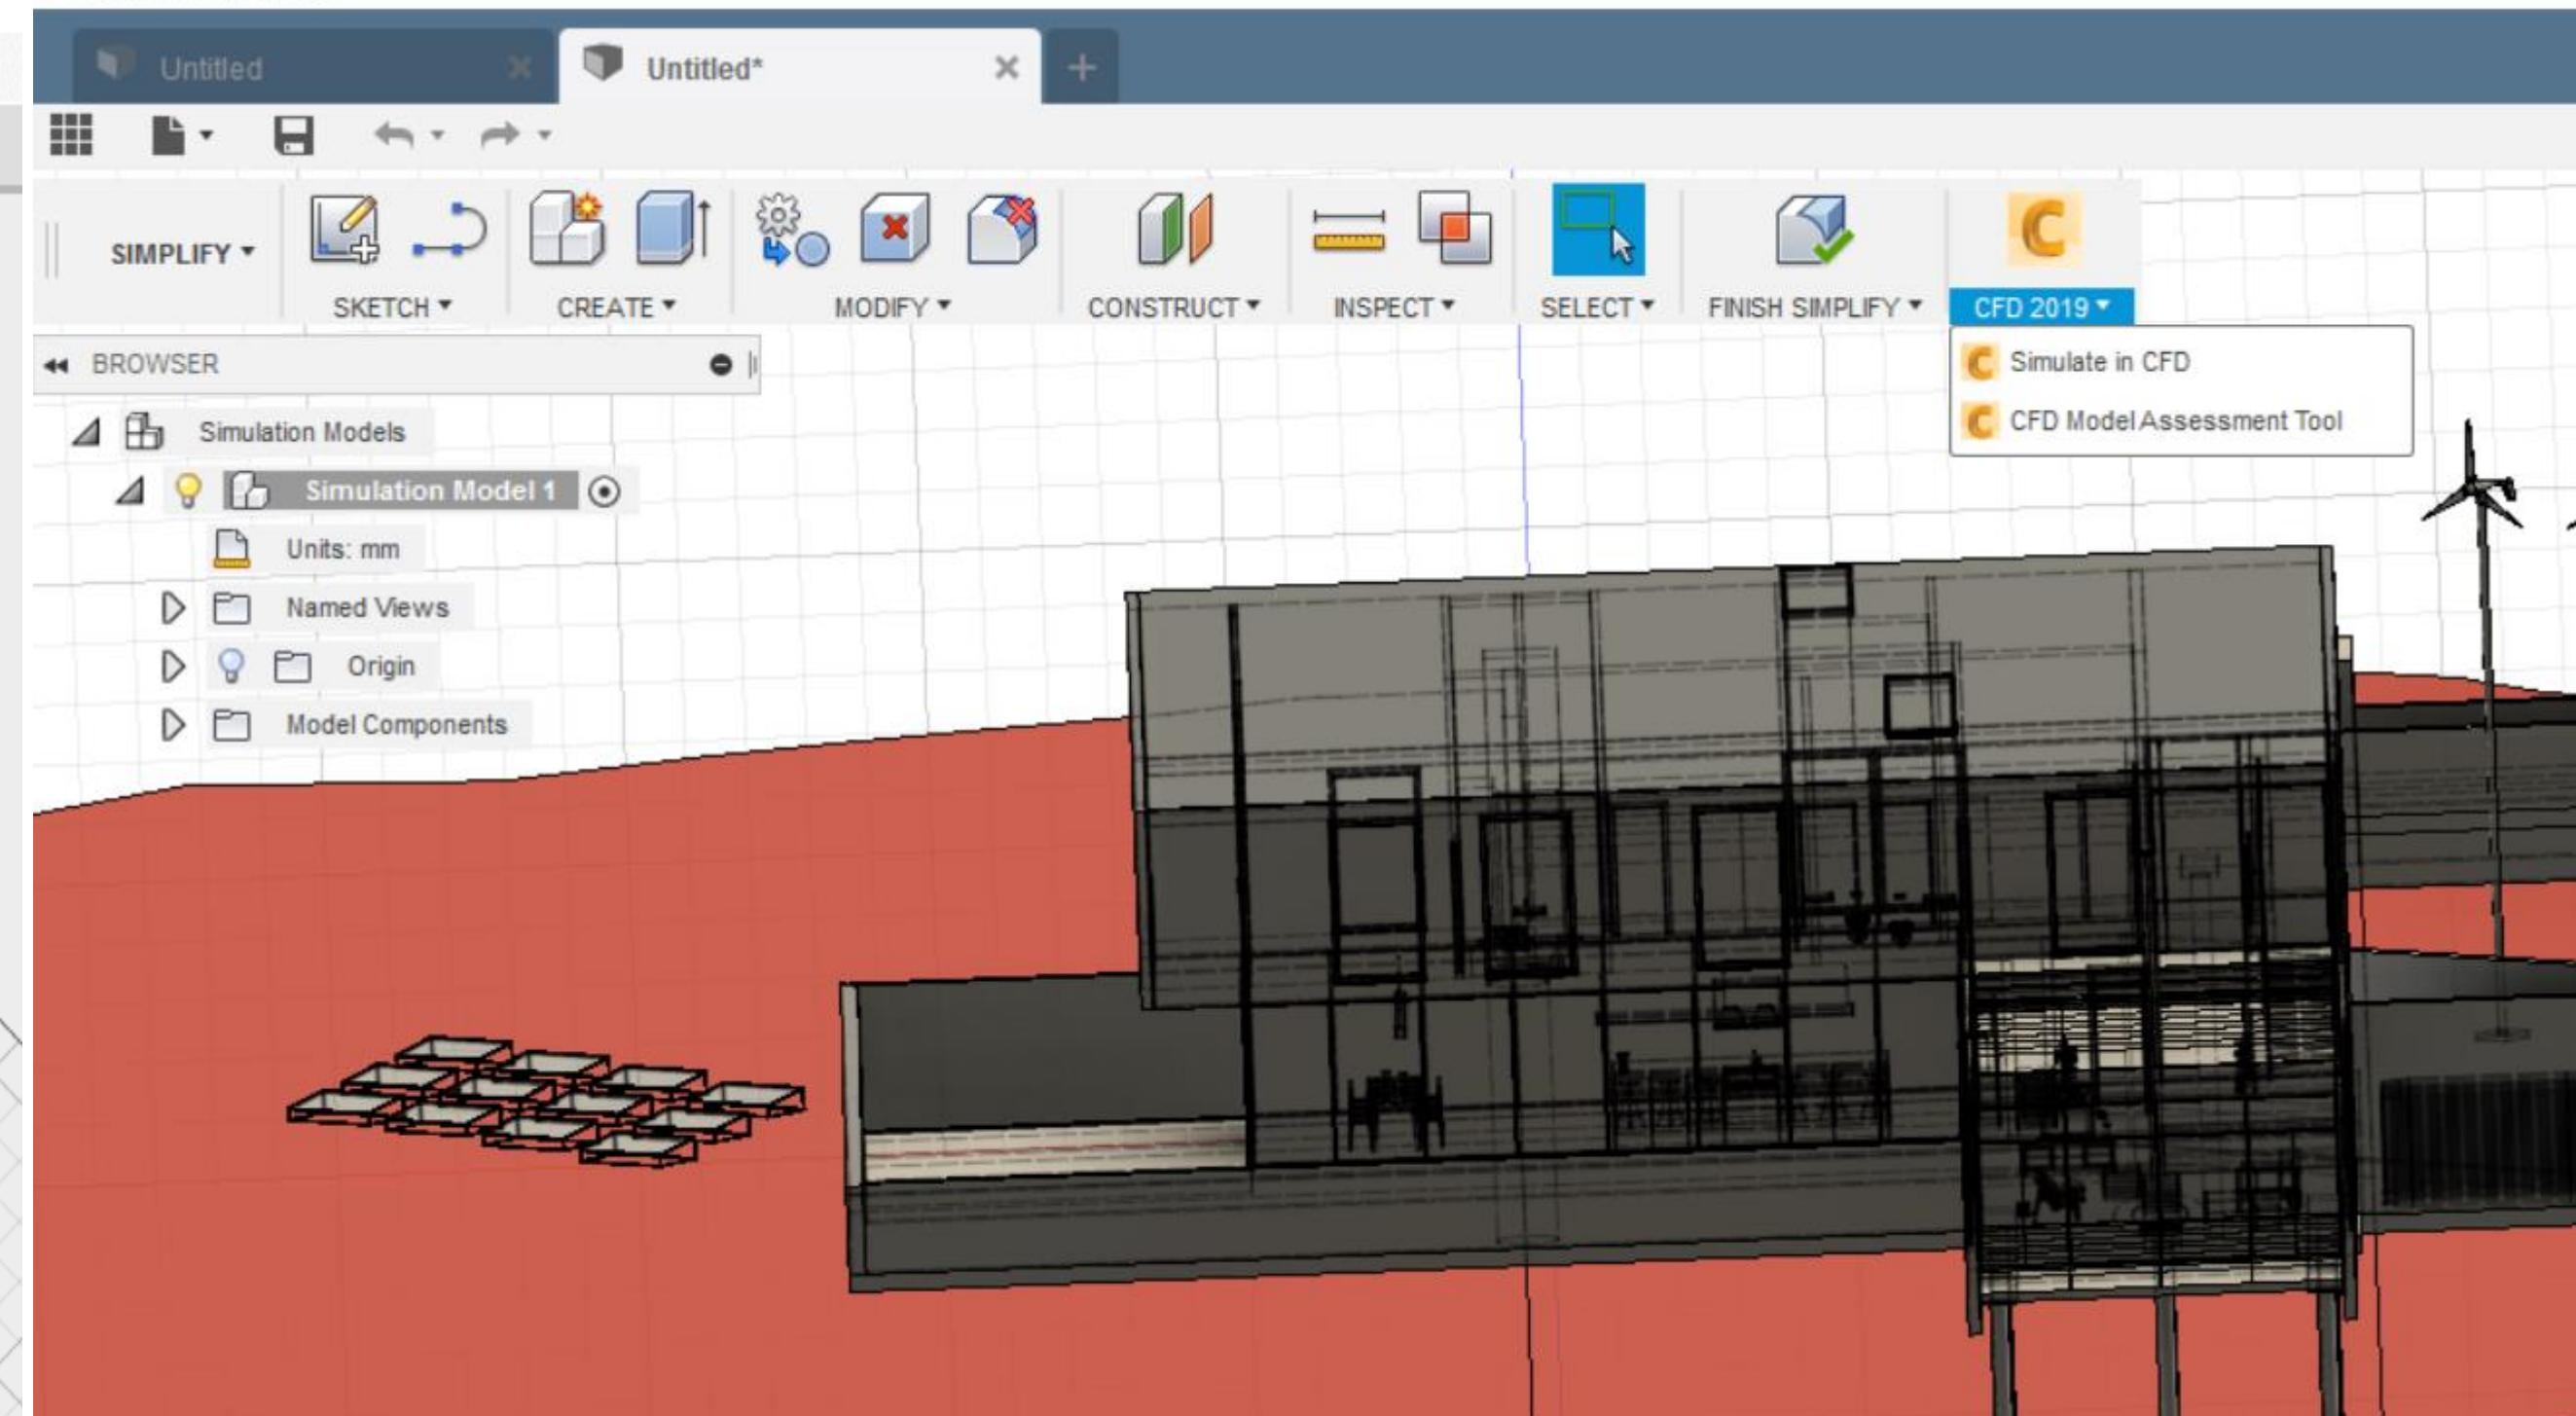 Untitled
Untitled*
SIMPLIFY
SKETCH
CREATE
MODIFY
CONSTRUCT
INSPECT
SELECT
FINISH SIMPLIFY
CFD 2019
Simulate in CFD
CFD Model Assessment Tool
BROWSER
Simulation Models
Simulation Model 1
Units: mm
Named Views
Origin
Model Components